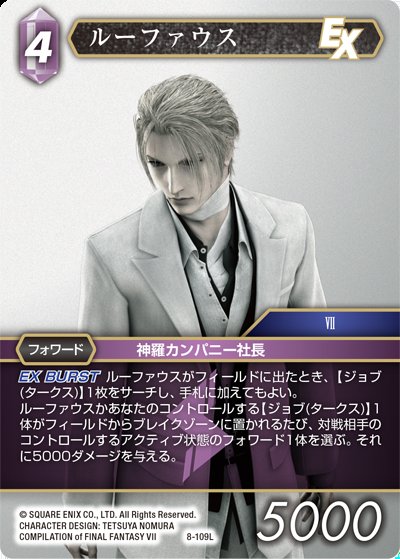 4
ルーファウス
EX
VII
フォワード
神羅カンパニー社長
EX BURST ルーファウスがフィールドに出たとき、【ジョブ
(タークス)】1枚をサーチし、手札に加えてもよい。
ルーファウスかあなたのコントロールする【ジョブ(タークス)】1
体がフィールドからブレイクゾーンに置かれるたび、対戦相手の
コントロールするアクティブ状態のフォワード1体を選ぶ。それ
に5000ダメージを与える。
© SQUARE ENIX CO., LTD. All Rights Reserved.
CHARACTER DESIGN: TETSUYA NOMURA
COMPILATION of FINAL FANTASY VII
8-109L
5000